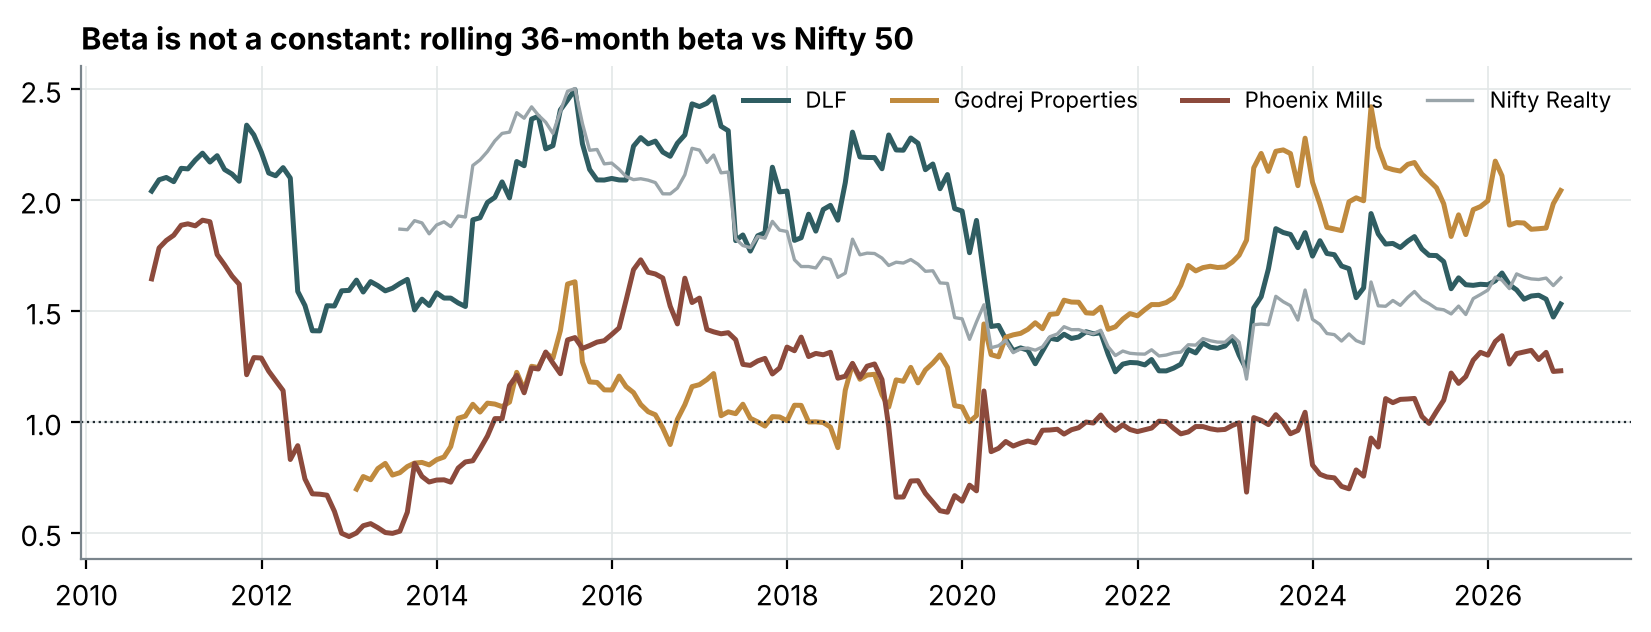 Beta is not a constant: rolling 36-month beta vs Nifty 50
DLF Godrej Properties Phoenix Mills Nifty Realty
2.5
2.0
1.5
1.0
0.5
2010 2012 2014 2016 2018 2020 2022 2024 2026